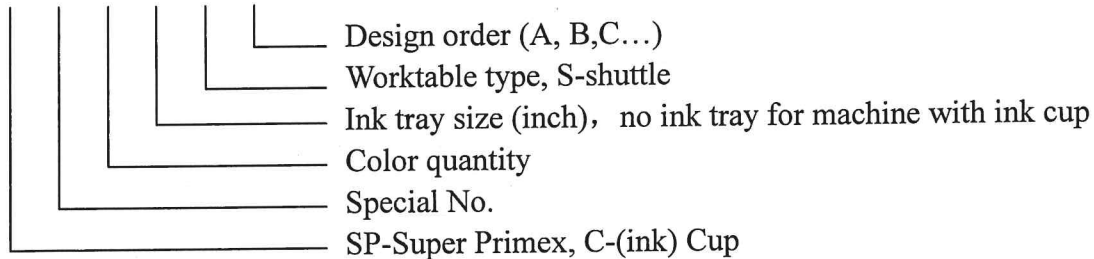 Design order (A, B,C…)
Worktable type, S-shuttle
Ink tray size (inch)， no ink tray for machine with ink cup
Color quantity
Special No.
SP-Super Primex, C-(ink) Cup